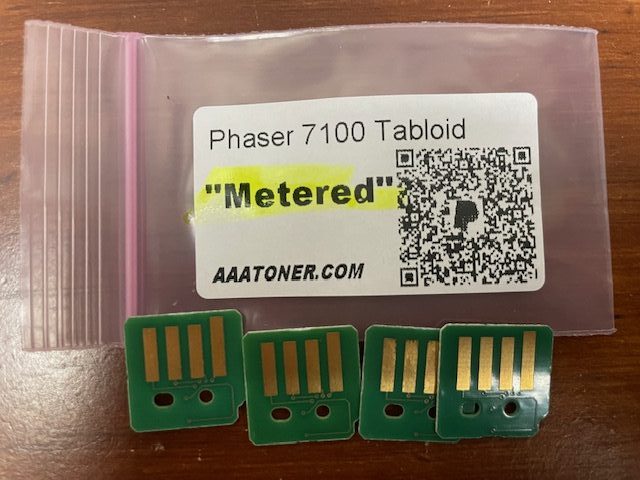 Phaser 7100 Tabloid
"Metered"
AAATONER.COM